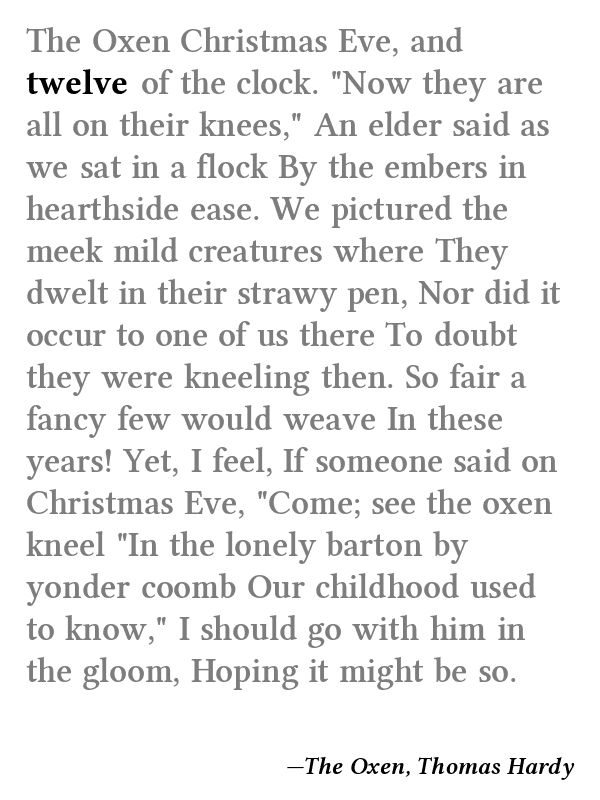 The Oxen Christmas Eve, and
twelve of the clock. "Now they are
all on their knees," An elder said as
we sat in a flock By the embers in
hearthside ease. We pictured the
meek mild creatures where They
dwelt in their strawy pen, Nor did it
occur to one of us there To doubt
they were kneeling then. So fair a
fancy few would weave In these
years! Yet, I feel, If someone said on
Christmas Eve, "Come; see the oxen
kneel "In the lonely barton by
yonder coomb Our childhood used
to know," I should go with him in
the gloom, Hoping it might be so.
—The Oxen, Thomas Hardy